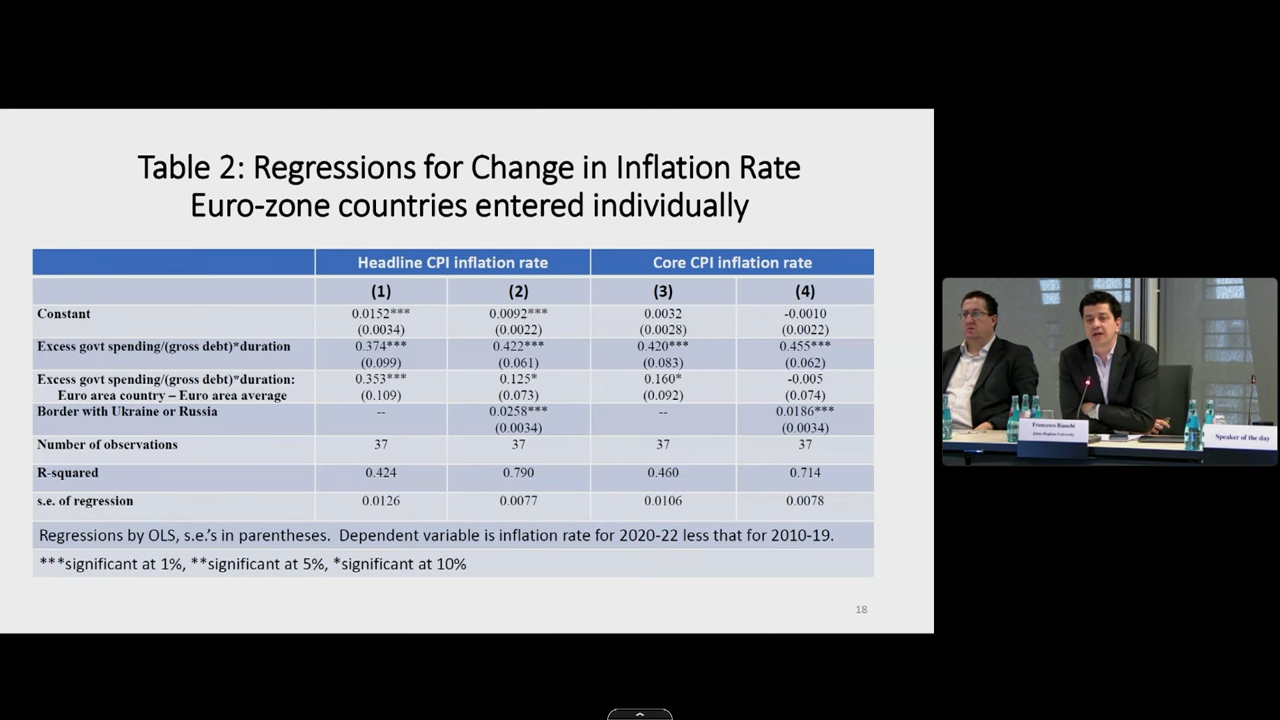 Table 2: Regressions for Change in Inflation Rate
Euro-zone countries entered individually
Headline CPI inflation rate Core CPI inflation rate
(1) (2) (3) (4)
Constant 0.0152*** 0.0092*** 0.0032 -0.0010
(0.0034) (0.0022) (0.0028) (0.0022)
Excess govt spending/(gross debt)*duration 0.374*** 0.422*** 0.420*** 0.455***
(0.099) (0.061) (0.083) (0.062)
Excess govt spending/(gross debt)*duration: 0.353*** 0.125* 0.160* -0.005
Euro area country – Euro area average (0.109) (0.073) (0.092) (0.074)
Border with Ukraine or Russia -- 0.0258*** -- 0.0186***
(0.0034) (0.0034)
Number of observations 37 37 37 37
R-squared 0.424 0.790 0.460 0.714
s.e. of regression 0.0126 0.0077 0.0106 0.0078
Regressions by OLS, s.e.'s in parentheses. Dependent variable is inflation rate for 2020-22 less that for 2010-19.
***significant at 1%, **significant at 5%, *significant at 10%
18
Francesco Bianchi
Johns Hopkins University
Speaker of the day